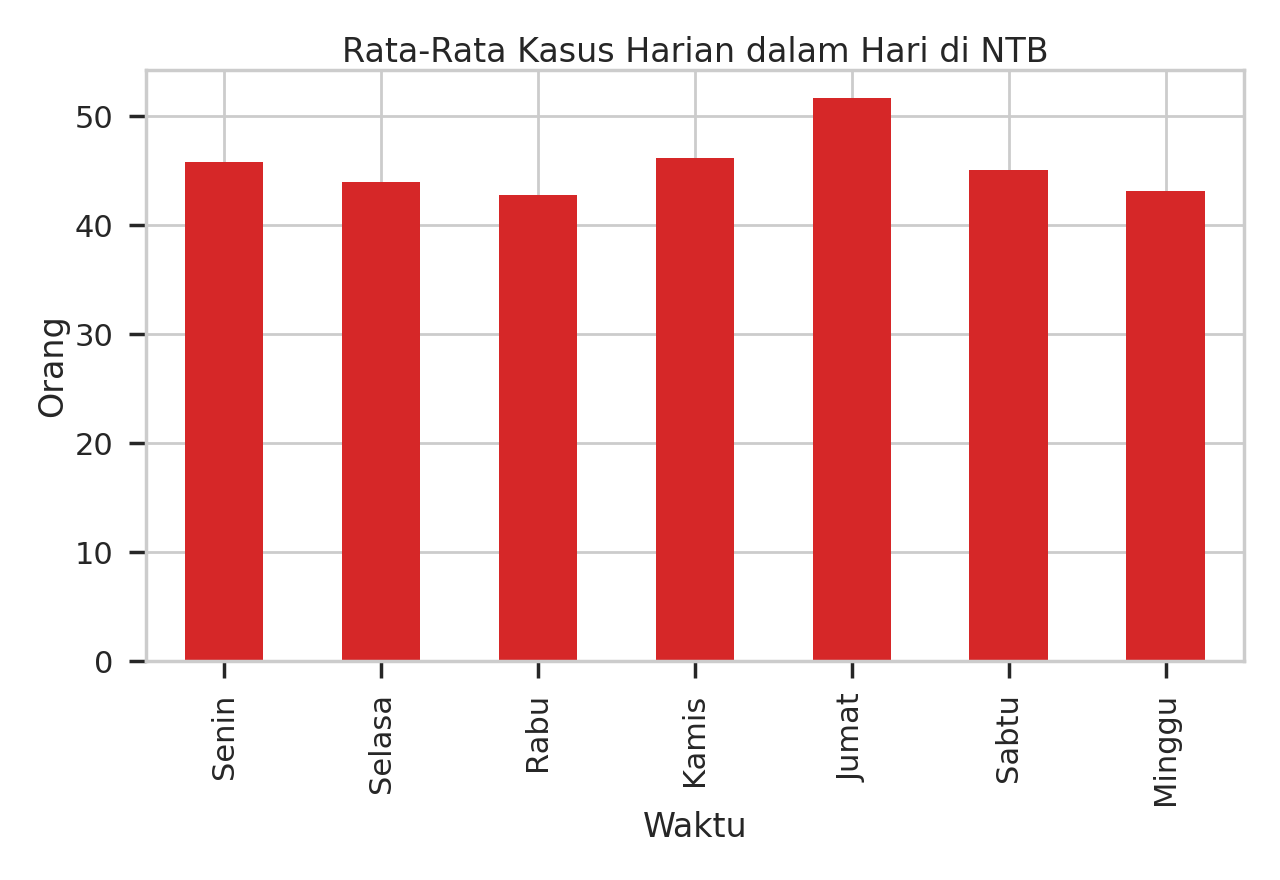 Rata-Rata Kasus Harian dalam Hari di NTB
50
40
30
20
10
0
Orang
Senin
Selasa
Rabu
Kamis
Jumat
Sabtu
Minggu
Waktu